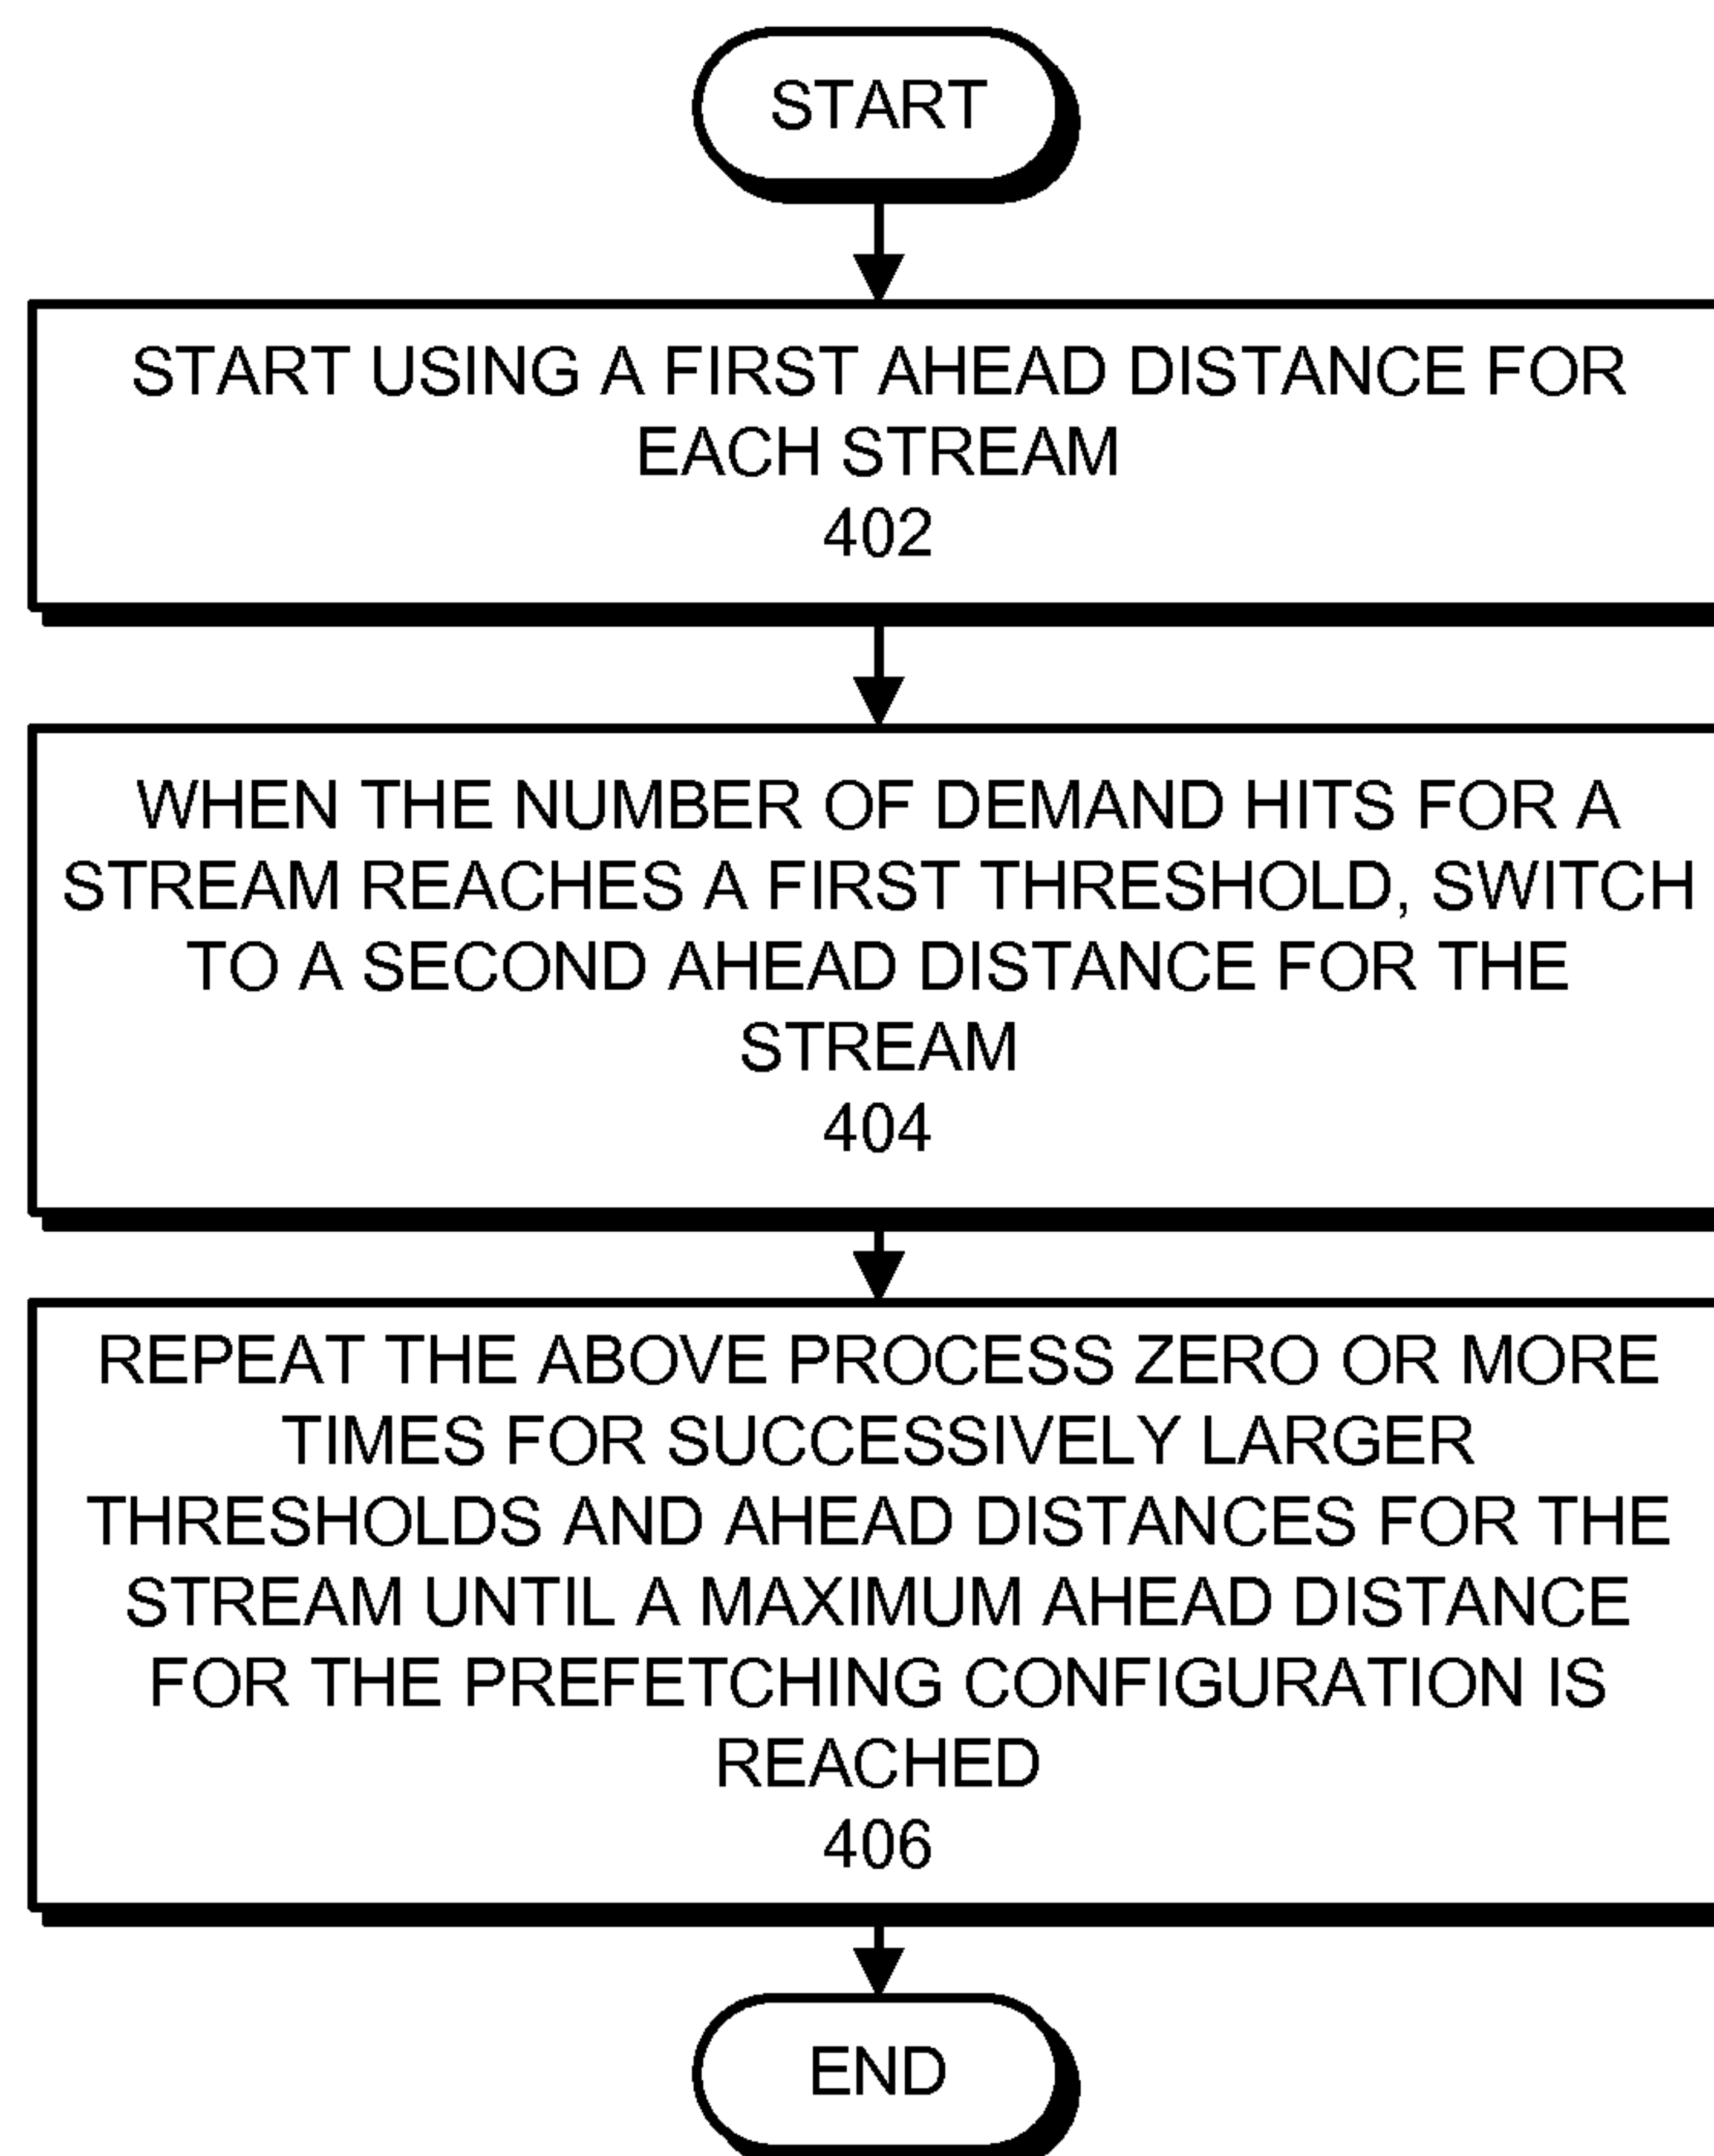 START
START USING A FIRST AHEAD DISTANCE FOR
EACH STREAM
402
WHEN THE NUMBER OF DEMAND HITS FOR A
STREAM REACHES A FIRST THRESHOLD, SWITCH
TO A SECOND AHEAD DISTANCE FOR THE
STREAM
404
REPEAT THE ABOVE PROCESS ZERO OR MORE
TIMES FOR SUCCESSIVELY LARGER
THRESHOLDS AND AHEAD DISTANCES FOR THE
STREAM UNTIL A MAXIMUM AHEAD DISTANCE
FOR THE PREFETCHING CONFIGURATION IS
REACHED
406
END